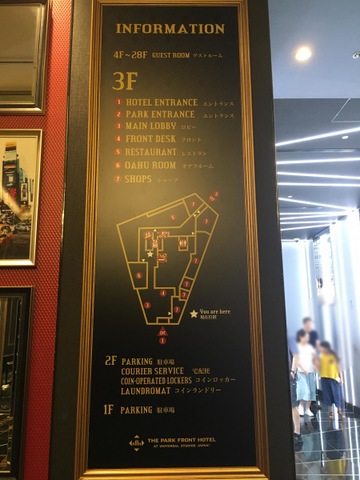 INFORMATION
4F~28F GUEST ROOM ゲストルーム
3F
1 HOTEL ENTRANCE エントランス
2 PARK ENTRANCE エントランス
3 MAIN LOBBY ロビー
4 FRONT DESK フロント
5 RESTAURANT レストラン
6 OAHU ROOM オアフルーム
7 SHOPS ショップ
You are here
現在位置
2F PARKING 駐車場
COURIER SERVICE 宅配便
COIN-OPERATED LOCKERS コインロッカー
LAUNDROMAT コインランドリー
1F PARKING 駐車場
THE PARK FRONT HOTEL
AT UNIVERSAL STUDIOS JAPAN